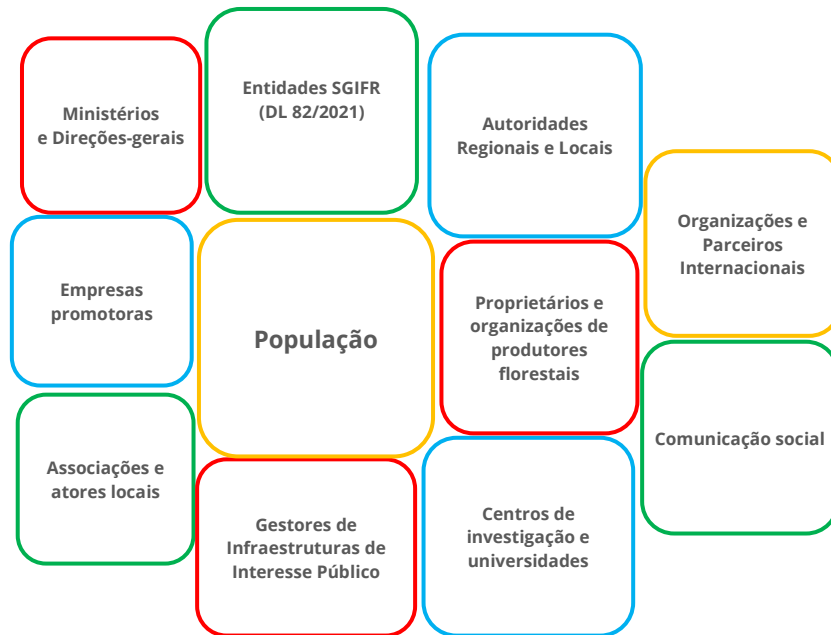 Ministérios
e Direções-gerais
Entidades SGIFR
(DL 82/2021)
Autoridades
Regionais e Locais
Organizações e
Parceiros
Internacionais
Empresas
promotoras
População
Proprietários e
organizações de
produtores
florestais
Comunicação social
Associações e
atores locais
Gestores de
Infraestruturas de
Interesse Público
Centros de
investigação e
universidades